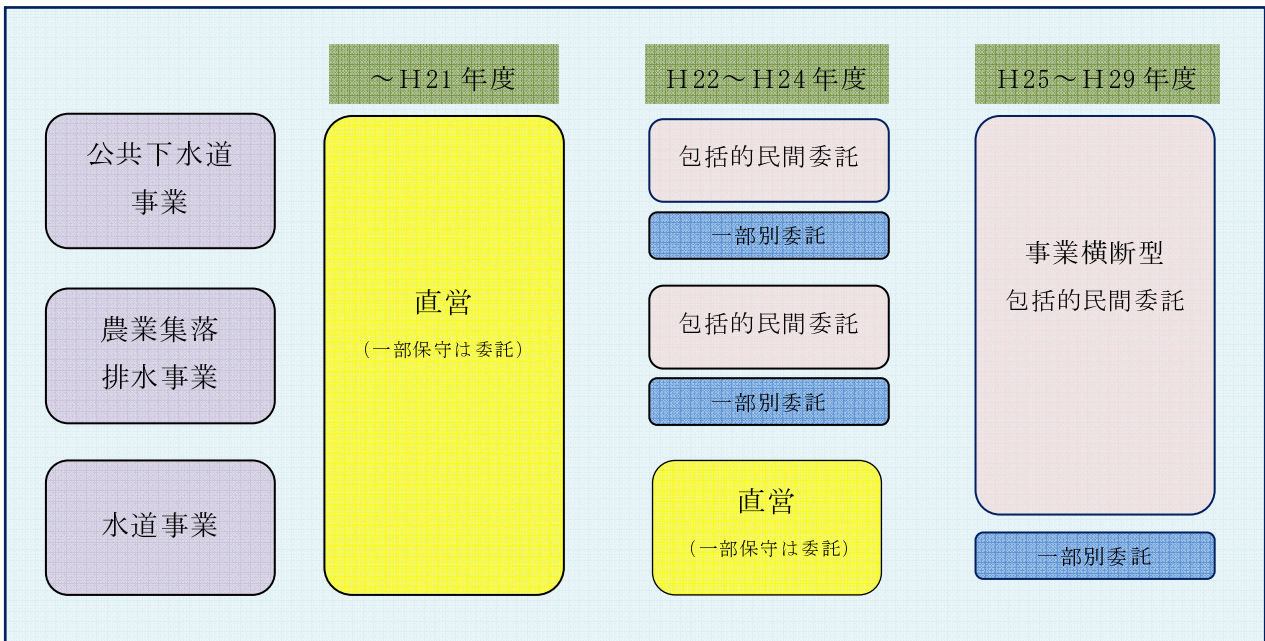 ～H21年度
H22～H24年度
H25～H29年度
公共下水道
事業
農業集落
排水事業
水道事業
直営
（一部保守は委託）
包括的民間委託
一部別委託
包括的民間委託
一部別委託
直営
（一部保守は委託）
事業横断型
包括的民間委託
一部別委託